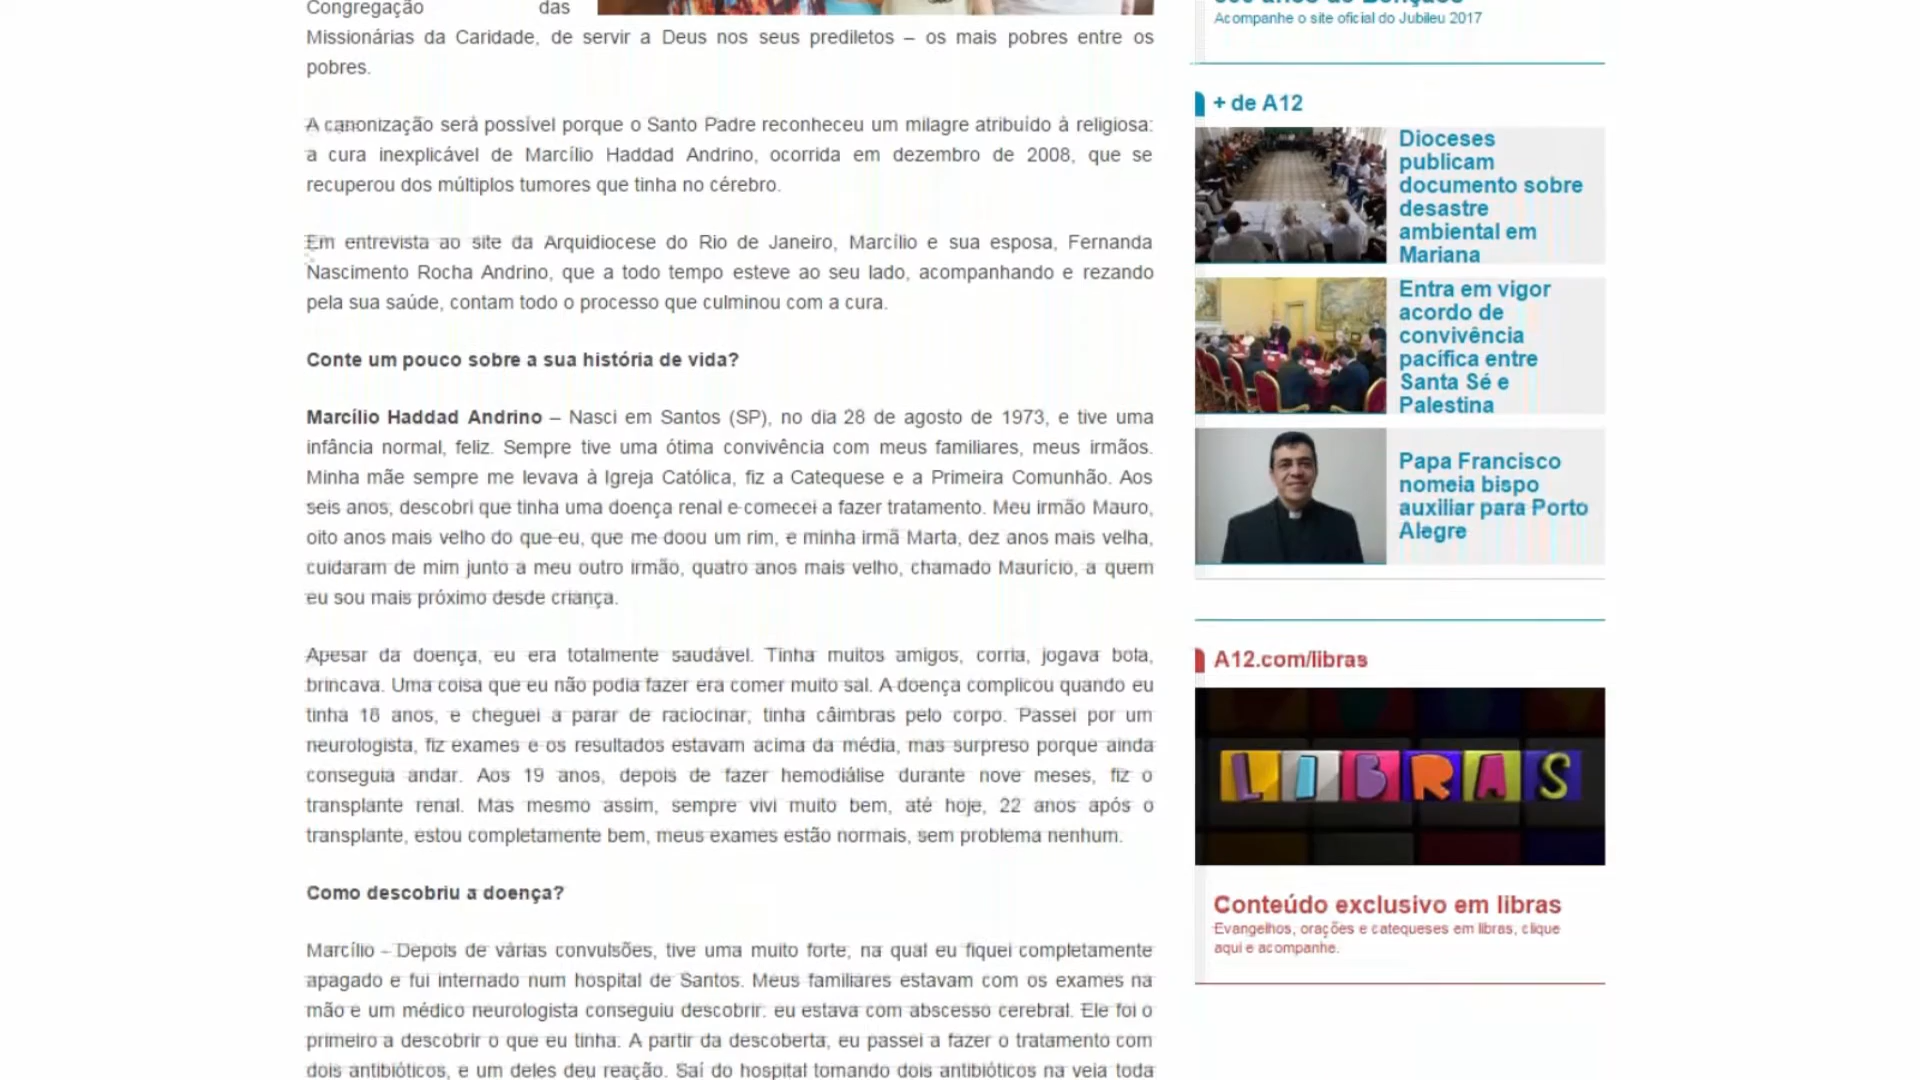 Congregação das
Missionárias da Caridade, de servir a Deus nos seus prediletos – os mais pobres entre os
pobres.
A canonização será possível porque o Santo Padre reconheceu um milagre atribuído à religiosa:
a cura inexplicável de Marcílio Haddad Andrino, ocorrida em dezembro de 2008, que se
recuperou dos múltiplos tumores que tinha no cérebro.
Em entrevista ao site da Arquidiocese do Rio de Janeiro, Marcílio e sua esposa, Fernanda
Nascimento Rocha Andrino, que a todo tempo esteve ao seu lado, acompanhando e rezando
pela sua saúde, contam todo o processo que culminou com a cura.
Conte um pouco sobre a sua história de vida?
Marcílio Haddad Andrino – Nasci em Santos (SP), no dia 28 de agosto de 1973, e tive uma
infância normal, feliz. Sempre tive uma ótima convivência com meus familiares, meus irmãos.
Minha mãe sempre me levava à Igreja Católica, fiz a Catequese e a Primeira Comunhão. Aos
seis anos, descobri que tinha uma doença renal e comecei a fazer tratamento. Meu irmão Mauro,
oito anos mais velho do que eu, que me doou um rim, e minha irmã Marta, dez anos mais velha,
cuidaram de mim junto a meu outro irmão, quatro anos mais velho, chamado Maurício, a quem
eu sou mais próximo desde criança.
Apesar da doença, eu era totalmente saudável. Tinha muitos amigos, corria, jogava bola,
brincava. Uma coisa que eu não podia fazer era comer muito sal. A doença complicou quando eu
tinha 18 anos, e cheguei a parar de raciocinar, tinha câimbras pelo corpo. Passei por um
neurologista, fiz exames e os resultados estavam acima da média, mas surpreso porque ainda
conseguia andar. Aos 19 anos, depois de fazer hemodiálise durante nove meses, fiz o
transplante renal. Mas mesmo assim, sempre vivi muito bem, até hoje, 22 anos após o
transplante, estou completamente bem, meus exames estão normais, sem problema nenhum.
Como descobriu a doença?
Marcílio – Depois de várias convulsões, tive uma muito forte, na qual eu fiquei completamente
apagado e fui internado num hospital de Santos. Meus familiares estavam com os exames na
mão e um médico neurologista conseguiu descobrir: eu estava com abscesso cerebral. Ele foi o
primeiro a descobrir o que eu tinha. A partir da descoberta, eu passei a fazer o tratamento com
dois antibióticos, e um deles deu reação. Saí do hospital tomando dois antibióticos na veia toda
Acompanhe o site oficial do Jubileu 2017
+ de A12
Dioceses
publicam
documento sobre
desastre
ambiental em
Mariana
Entra em vigor
acordo de
convivência
pacífica entre
Santa Sé e
Palestina
Papa Francisco
nomeia bispo
auxiliar para Porto
Alegre
A12.com/libras
LIBRAS
Conteúdo exclusivo em libras
Evangelhos, orações e catequeses em libras, clique
aqui e acompanhe.